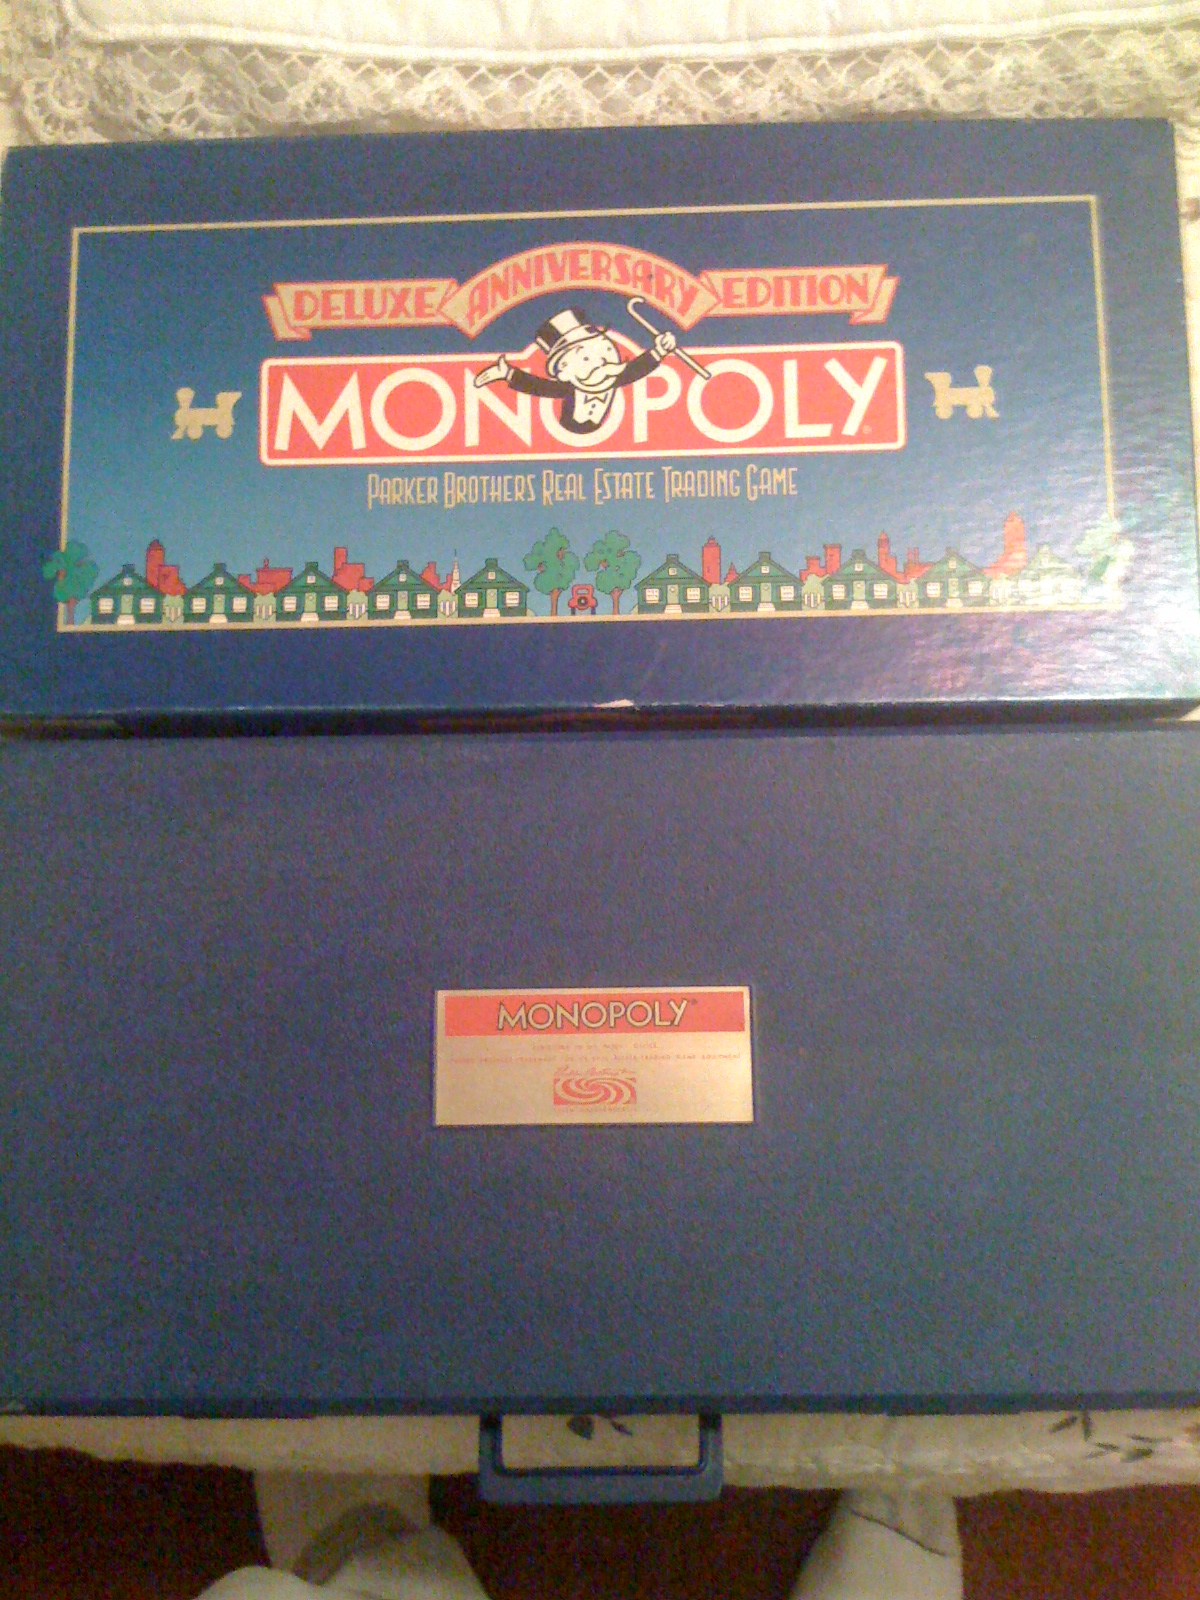 DELUXE ANNIVERSARY EDITION
MONOPOLY®
PARKER BROTHERS REAL ESTATE TRADING GAME
MONOPOLY®